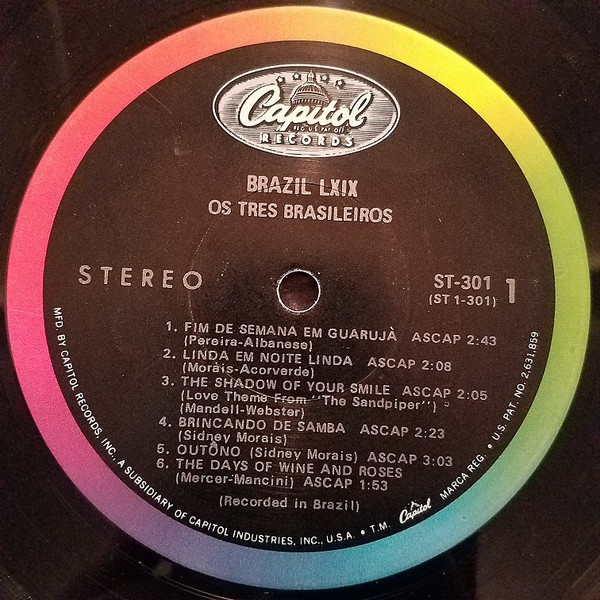 Capitol
REG. U.S. PAT. OFF.
RECORDS
BRAZIL LXIX
OS TRES BRASILEIROS
STEREO
ST-301
(ST 1-301)
1
1. FIM DE SEMANA EM GUARUJÀ ASCAP 2:43
(Pereira-Albanese)
2. LINDA EM NOITE LINDA ASCAP 2:08
(Moràis-Acorverde)
3. THE SHADOW OF YOUR SMILE ASCAP 2:05
(Love Theme From "The Sandpiper")
(Mandell-Webster)
4. BRINCANDO DE SAMBA ASCAP 2:23
(Sidney Morais)
5. OUTÔNO (Sidney Morais) ASCAP 3:03
6. THE DAYS OF WINE AND ROSES
(Mercer-Mancini) ASCAP 1:53
(Recorded in Brazil)
MFD. BY CAPITOL RECORDS, INC., A SUBSIDIARY OF CAPITOL INDUSTRIES, INC., U.S.A. • T.M. Capitol MARCA REG. • U.S. PAT. NO. 2,631,859